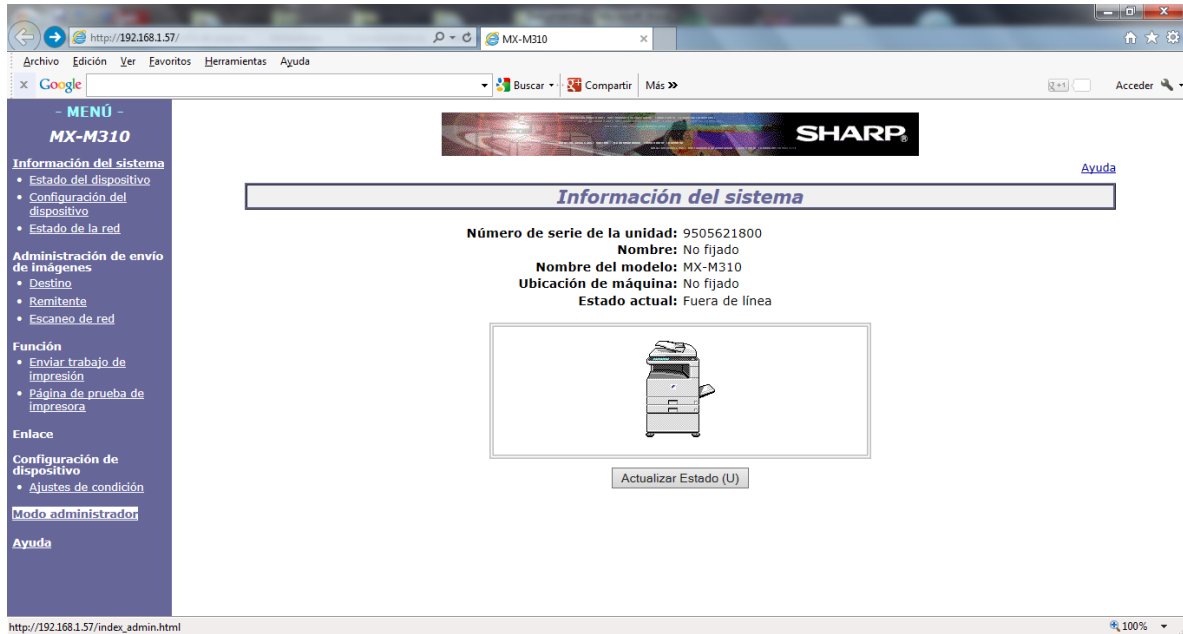 http://192.168.1.57/
MX-M310
Archivo Edición Ver Favoritos Herramientas Ayuda
x Google
Buscar
Compartir
Más »
Acceder
- MENÚ -
MX-M310
Información del sistema
• Estado del dispositivo
• Configuración del
dispositivo
• Estado de la red
Administración de envío
de imágenes
• Destino
• Remitente
• Escaneo de red
Función
• Enviar trabajo de
impresión
• Página de prueba de
impresora
Enlace
Configuración de
dispositivo
• Ajustes de condición
Modo administrador
Ayuda
SHARP®
Ayuda
Información del sistema
Número de serie de la unidad: 9505621800
Nombre: No fijado
Nombre del modelo: MX-M310
Ubicación de máquina: No fijado
Estado actual: Fuera de línea
Actualizar Estado (U)
http://192.168.1.57/index_admin.html
100%